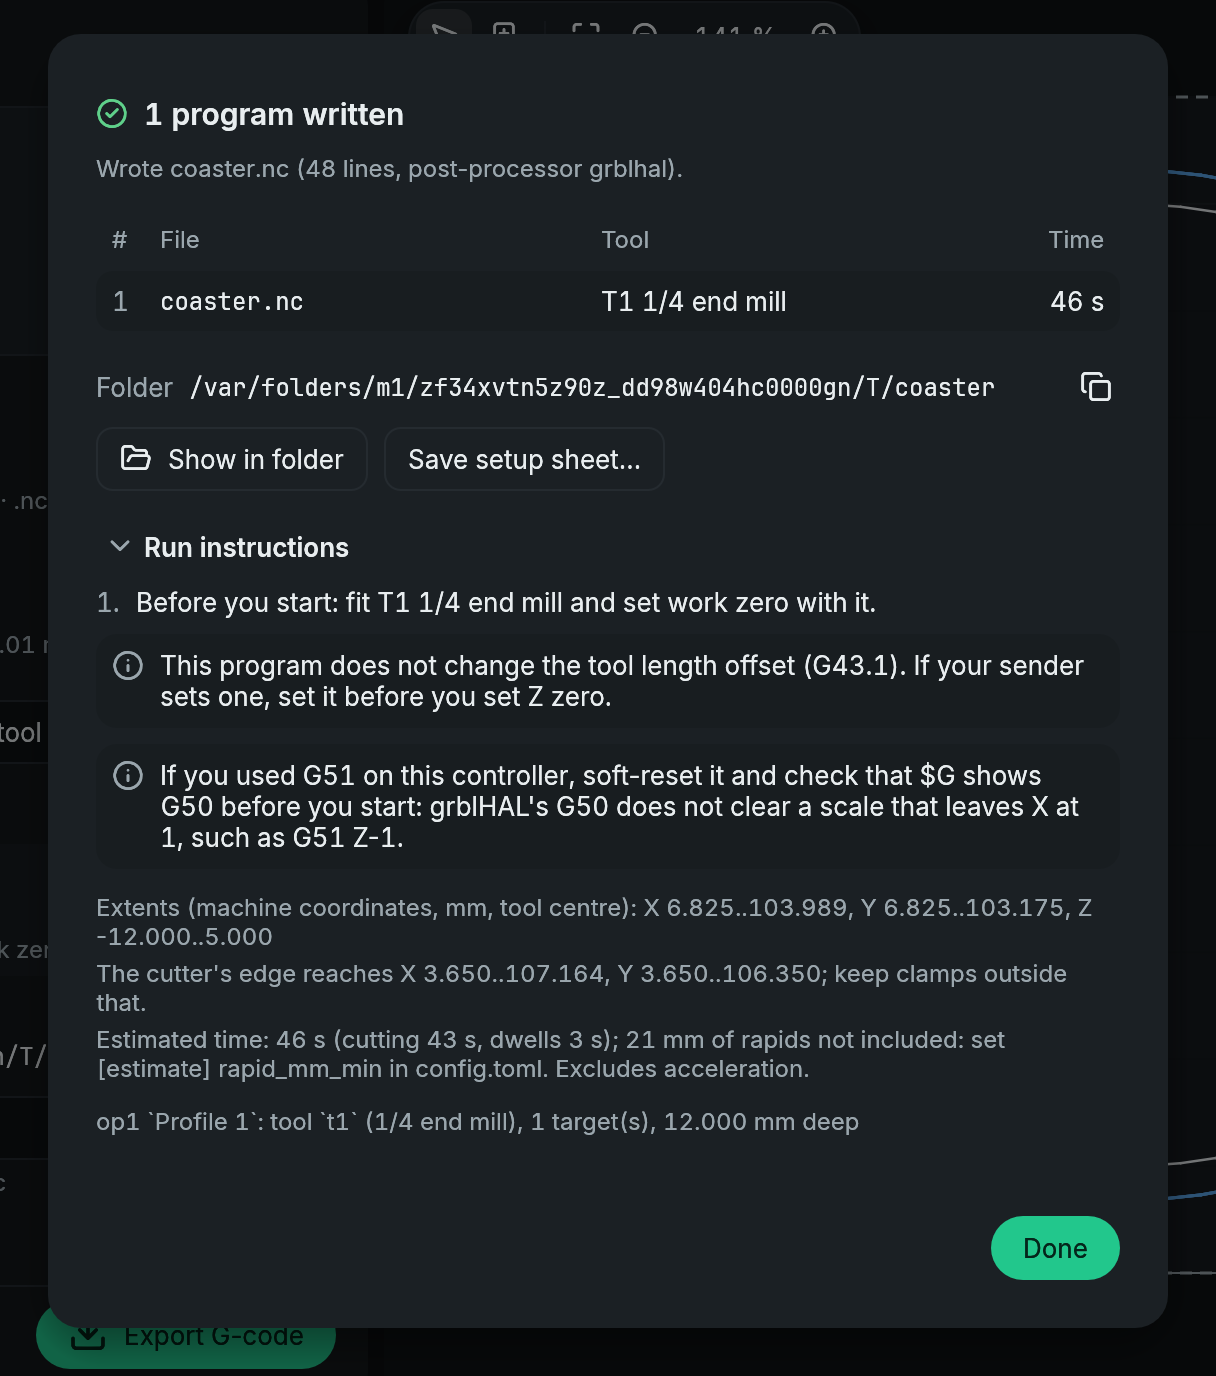 141 %
1 program written
Wrote coaster.nc (48 lines, post-processor grblhal).
# File Tool Time
1 coaster.nc T1 1/4 end mill 46 s
Folder /var/folders/m1/zf34xvtn5z90z_dd98w404hc0000gn/T/coaster
Show in folder Save setup sheet...
· .nc
Run instructions
1. Before you start: fit T1 1/4 end mill and set work zero with it.
.01
This program does not change the tool length offset (G43.1). If your sender
sets one, set it before you set Z zero.
tool
If you used G51 on this controller, soft-reset it and check that $G shows
G50 before you start: grblHAL's G50 does not clear a scale that leaves X at
1, such as G51 Z-1.
Extents (machine coordinates, mm, tool centre): X 6.825..103.989, Y 6.825..103.175, Z
-12.000..5.000
The cutter's edge reaches X 3.650..107.164, Y 3.650..106.350; keep clamps outside
that.
Estimated time: 46 s (cutting 43 s, dwells 3 s); 21 mm of rapids not included: set
[estimate] rapid_mm_min in config.toml. Excludes acceleration.
/T/
op1 `Profile 1`: tool `t1` (1/4 end mill), 1 target(s), 12.000 mm deep
Done
Export G-code